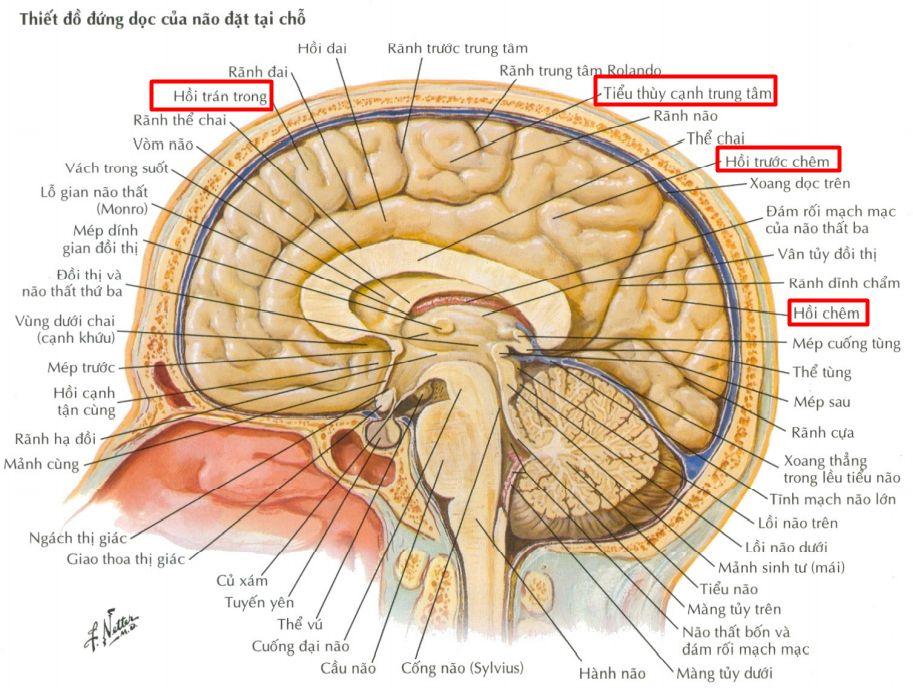 Thiết đồ đứng dọc của não đặt tại chỗ
Hồi đai
Rãnh trước trung tâm
Rãnh đai
Rãnh trung tâm Rolando
Hồi trán trong
Tiểu thùy cạnh trung tâm
Rãnh thể chai
Rãnh não
Vòm não
Thể chai
Vách trong suốt
Hồi trước chêm
Lỗ gian não thất
(Monro)
Xoang dọc trên
Mép dính
gian đồi thị
Đám rối mạch mạc
của não thất ba
Vân tủy đồi thị
Đồi thị và
não thất thứ ba
Rãnh dĩnh chẩm
Hồi chêm
Vùng dưới chai
(cạnh khứu)
Mép cuống tùng
Mép trước
Thể tùng
Hồi cạnh
tận cùng
Mép sau
Rãnh hạ đồi
Rãnh cựa
Mảnh cùng
Xoang thẳng
trong lều tiểu não
Tĩnh mạch não lớn
Lồi não trên
Ngách thị giác
Lồi não dưới
Giao thoa thị giác
Mảnh sinh tư (mái)
Củ xám
Tiểu não
Tuyến yên
Màng tủy trên
Thể vú
Não thất bốn và
đám rối mạch mạc
Cuống đại não
Cầu não
Cống não (Sylvius)
Hành não
Màng tủy dưới
F. Netter
M.D.